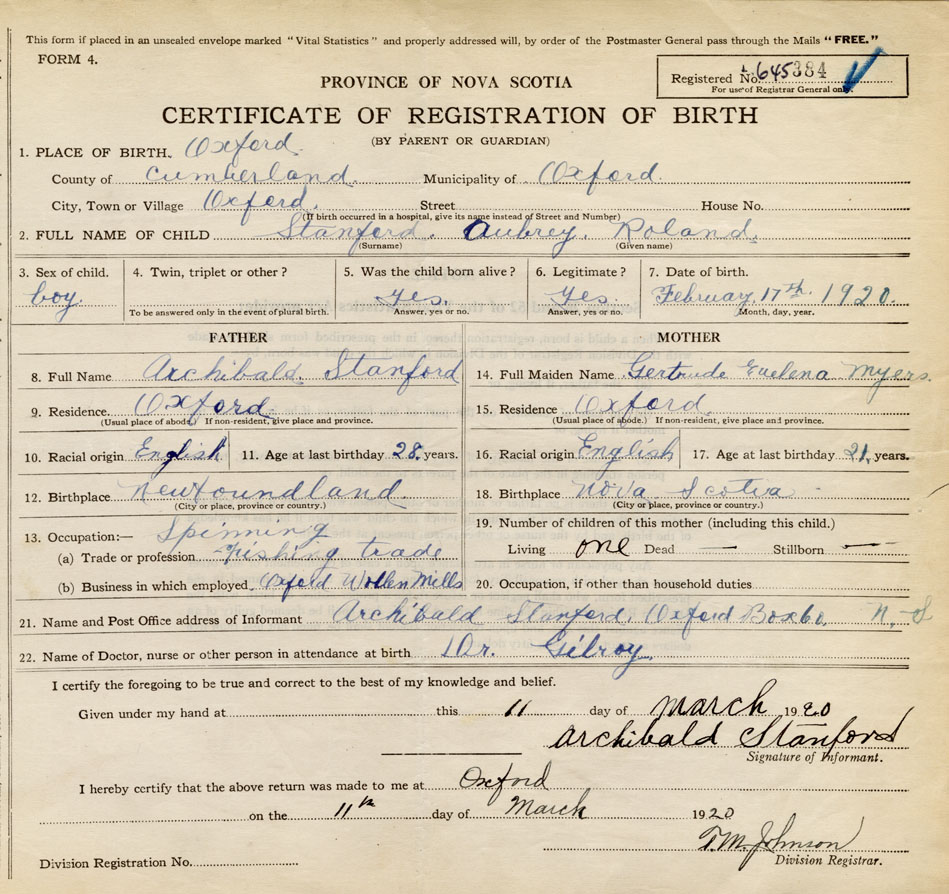 This form if placed in an unsealed envelope marked "Vital Statistics" and properly addressed will, by order of the Postmaster General pass through the Mails "FREE."
FORM 4.
Registered No. 645384
For use of Registrar General only.
PROVINCE OF NOVA SCOTIA
CERTIFICATE OF REGISTRATION OF BIRTH
(BY PARENT OR GUARDIAN)
1. PLACE OF BIRTH. Oxford.
County of Cumberland. Municipality of Oxford.
City, Town or Village Oxford. Street House No.
(If birth occurred in a hospital, give its name instead of Street and Number)
2. FULL NAME OF CHILD Stanford. Aubrey. Roland.
(Surname) (Given name)
3. Sex of child. 4. Twin, triplet or other? 5. Was the child born alive? 6. Legitimate? 7. Date of birth.
boy. Yes. Yes. February, 17th. 1920.
To be answered only in the event of plural birth. Answer, yes or no. Answer, yes or no. Month, day, year.
FATHER MOTHER
8. Full Name Archibald. Stanford 14. Full Maiden Name Gertrude Evelena Myers.
9. Residence. Oxford. 15. Residence Oxford.
(Usual place of abode.) If non-resident, give place and province. (Usual place of abode.) If non-resident, give place and province.
10. Racial origin English 11. Age at last birthday 28. years. 16. Racial origin English 17. Age at last birthday 21. years.
12. Birthplace Newfoundland. 18. Birthplace Nova Scotia
(City or place, province or country.) (City or place, province or country.)
13. Occupation:— Spinning 19. Number of children of this mother (including this child.)
(a) Trade or profession -Fishing trade Living one Dead — Stillborn —
(b) Business in which employed. Oxford Wollen Mills 20. Occupation, if other than household duties
21. Name and Post Office address of Informant Archibald Stanford. Oxford Box 60. N. S
22. Name of Doctor, nurse or other person in attendance at birth Dr. Gilroy.
I certify the foregoing to be true and correct to the best of my knowledge and belief.
Given under my hand at this 11 day of March 1920
Archibald Stanford
Signature of Informant.
I hereby certify that the above return was made to me at Oxford
on the 11th day of March 1920
T.M. Johnson
Division Registrar.
Division Registration No.